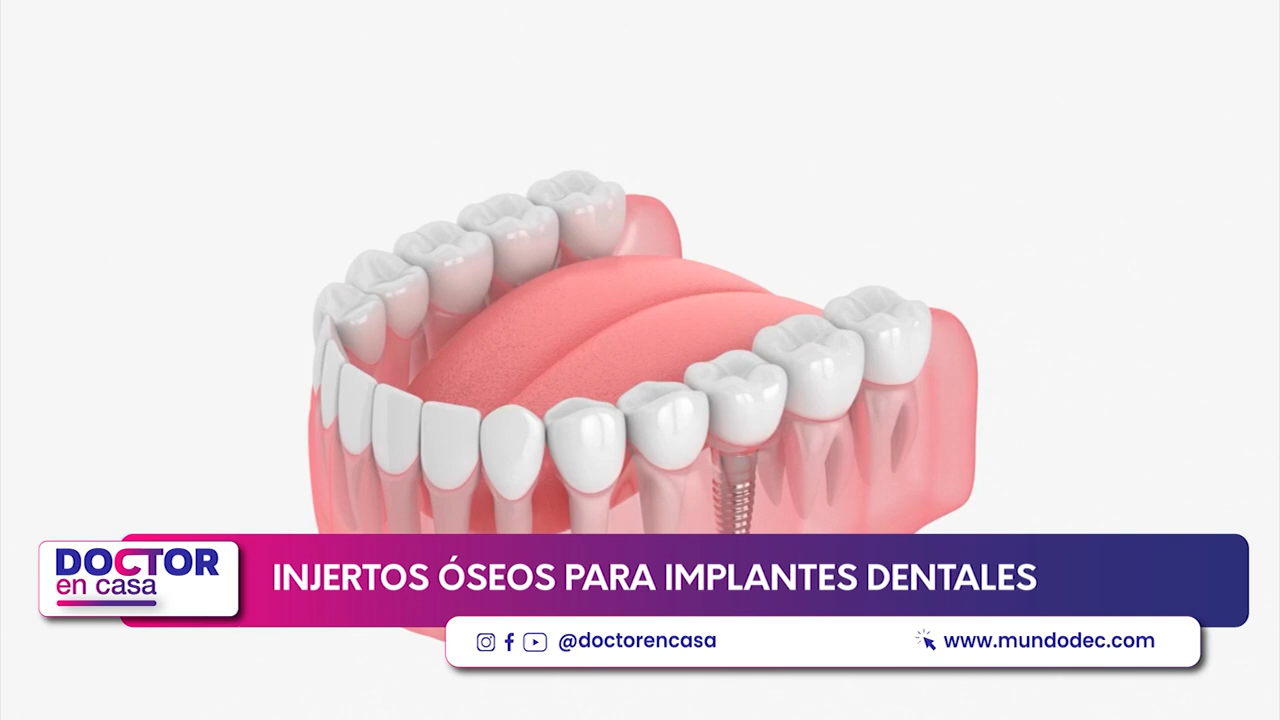 DOCTOR
en casa
INJERTOS ÓSEOS PARA IMPLANTES DENTALES
@doctorencasa
www.mundodec.com